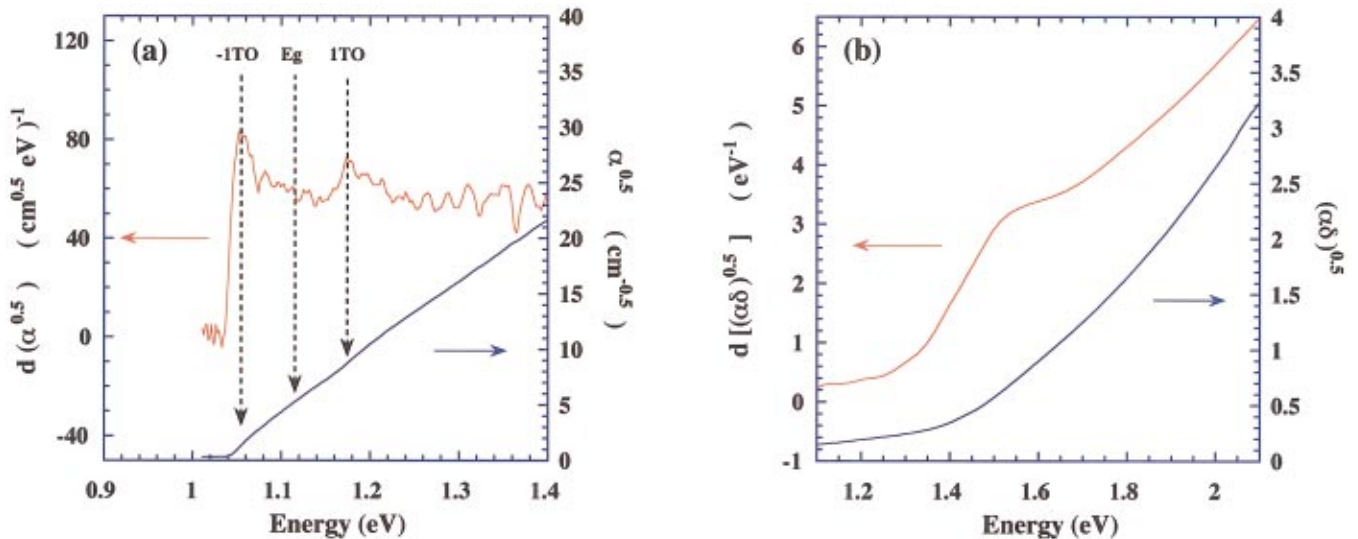 (a)
-1TO Eg 1TO
120
80
40
0
-40
d (α^0.5) (cm^0.5 eV)^-1
40
35
30
25
20
15
10
5
0
α^0.5 (cm^-0.5)
0.9 1 1.1 1.2 1.3 1.4
Energy (eV)
(b)
6
5
4
3
2
1
0
-1
d [(αδ)^0.5] (eV^-1)
4
3.5
3
2.5
2
1.5
1
0.5
0
(αδ)^0.5
1.2 1.4 1.6 1.8 2
Energy (eV)